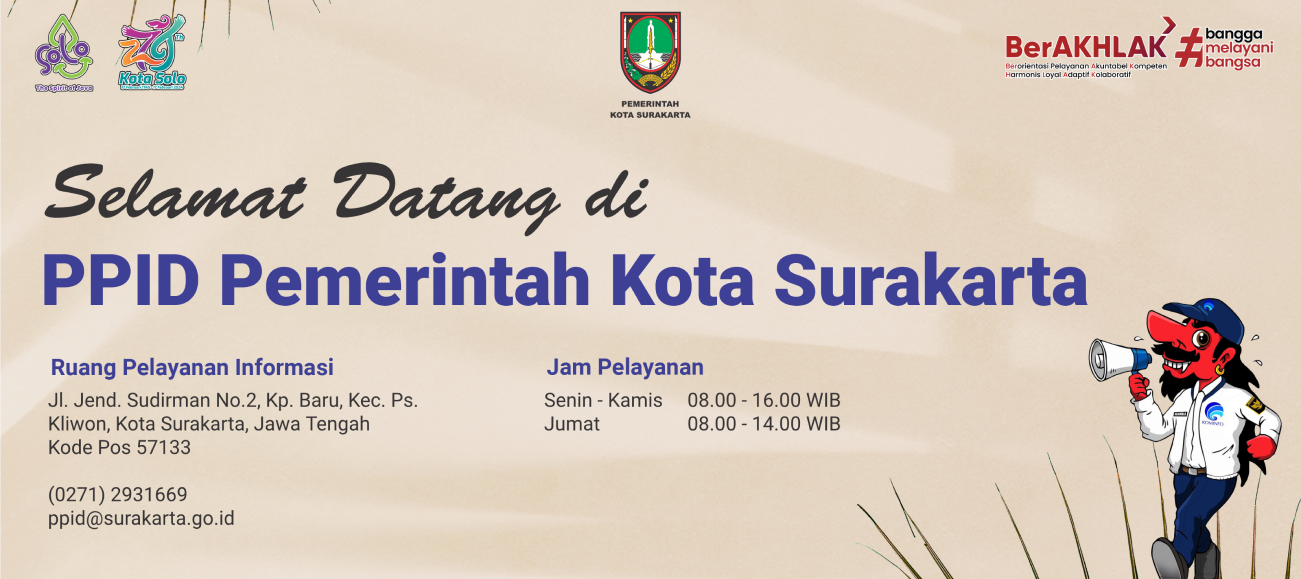 Solo
The Spirit of Java
Kota Solo
PEMERINTAH
KOTA SURAKARTA
BerAKHLAK
Berorientasi Pelayanan Akuntabel Kompeten
Harmonis Loyal Adaptif Kolaboratif
#bangga
melayani
bangsa
Selamat Datang di
PPID Pemerintah Kota Surakarta
Ruang Pelayanan Informasi
Jl. Jend. Sudirman No.2, Kp. Baru, Kec. Ps.
Kliwon, Kota Surakarta, Jawa Tengah
Kode Pos 57133
(0271) 2931669
ppid@surakarta.go.id
Jam Pelayanan
Senin - Kamis 08.00 - 16.00 WIB
Jumat 08.00 - 14.00 WIB
KOMINFO